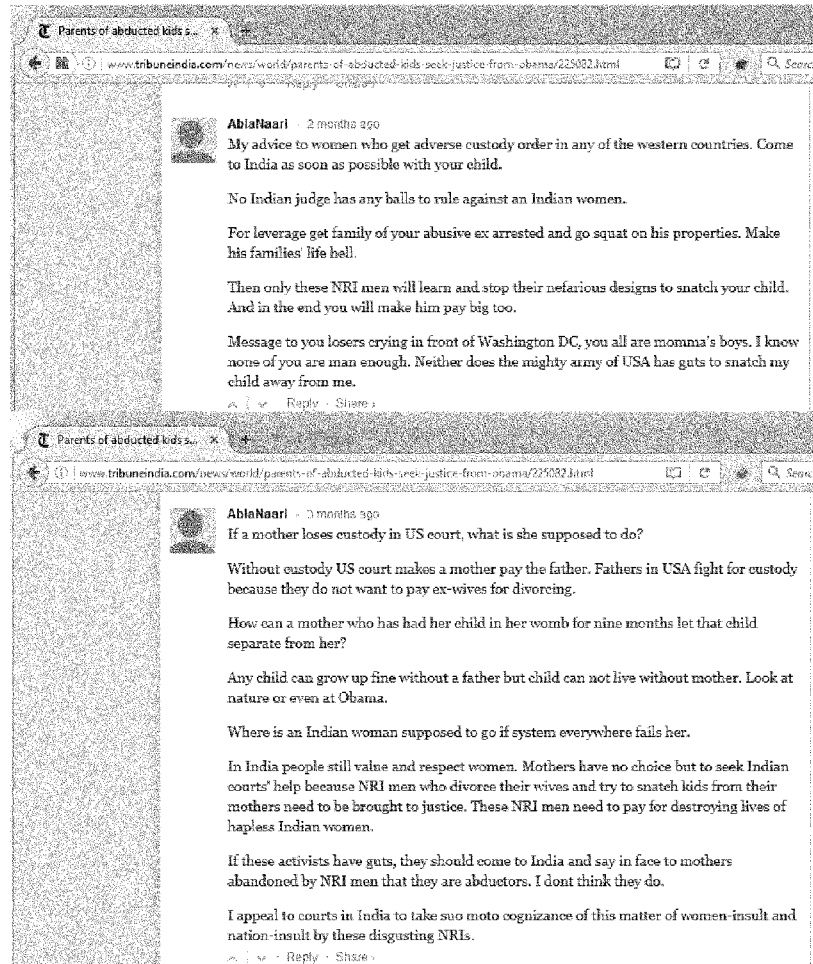 Parents of abducted kids s... ×
www.tribuneindia.com/news/world/parents-of-abducted-kids-seek-justice-from-obama/225082.html
AblaNaari · 2 months ago
My advice to women who get adverse custody order in any of the western countries. Come
to India as soon as possible with your child.
No Indian judge has any balls to rule against an Indian women.
For leverage get family of your abusive ex arrested and go squat on his properties. Make
his families' life hell.
Then only these NRI men will learn and stop their nefarious designs to snatch your child.
And in the end you will make him pay big too.
Message to you losers crying in front of Washington DC, you all are momma's boys. I know
none of you are man enough. Neither does the mighty army of USA has guts to snatch my
child away from me.
Reply · Share ›
Parents of abducted kids s... ×
www.tribuneindia.com/news/world/parents-of-abducted-kids-seek-justice-from-obama/225082.html
AblaNaari · months ago
If a mother loses custody in US court, what is she supposed to do?
Without custody US court makes a mother pay the father. Fathers in USA fight for custody
because they do not want to pay ex-wives for divorcing.
How can a mother who has had her child in her womb for nine months let that child
separate from her?
Any child can grow up fine without a father but child can not live without mother. Look at
nature or even at Obama.
Where is an Indian woman supposed to go if system everywhere fails her.
In India people still value and respect women. Mothers have no choice but to seek Indian
courts' help because NRI men who divorce their wives and try to snatch kids from their
mothers need to be brought to justice. These NRI men need to pay for destroying lives of
hapless Indian women.
If these activists have guts, they should come to India and say in face to mothers
abandoned by NRI men that they are abductors. I dont think they do.
I appeal to courts in India to take suo moto cognizance of this matter of women-insult and
nation-insult by these disgusting NRIs.
Reply · Share ›